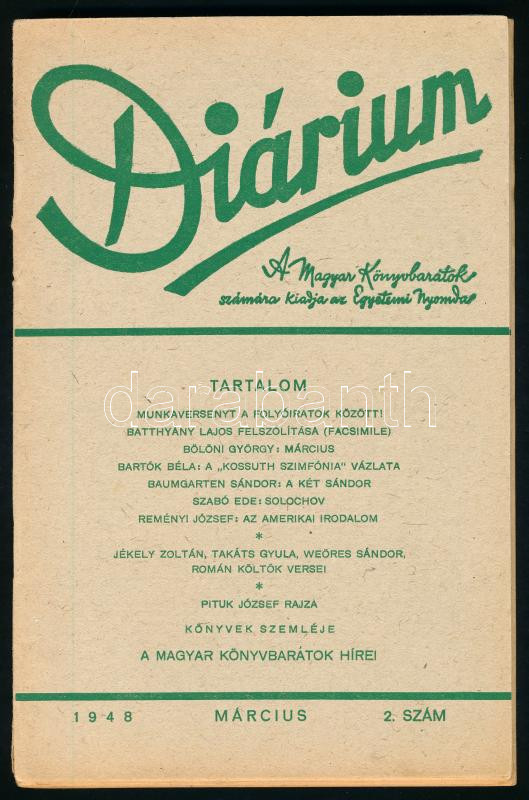 Diárium
A Magyar Könyvbarátok
számára kiadja az Egyetemi Nyomda
TARTALOM
MUNKAVERSENYT A FOLYÓIRATOK KÖZÖTT!
BATTHYÁNY LAJOS FELSZÓLÍTÁSA (FACSIMILE)
BÖLÖNI GYÖRGY: MÁRCIUS
BARTÓK BÉLA: A „KOSSUTH SZIMFÓNIA" VÁZLATA
BAUMGARTEN SÁNDOR: A KÉT SÁNDOR
SZABÓ EDE: SOLOCHOV
REMÉNYI JÓZSEF: AZ AMERIKAI IRODALOM
*
JÉKELY ZOLTÁN, TAKÁTS GYULA, WEÖRES SÁNDOR,
ROMÁN KÖLTŐK VERSEI
*
PITUK JÓZSEF RAJZA
KÖNYVEK SZEMLÉJE
A MAGYAR KÖNYVBARÁTOK HÍREI
1948 MÁRCIUS 2. SZÁM
darabanth